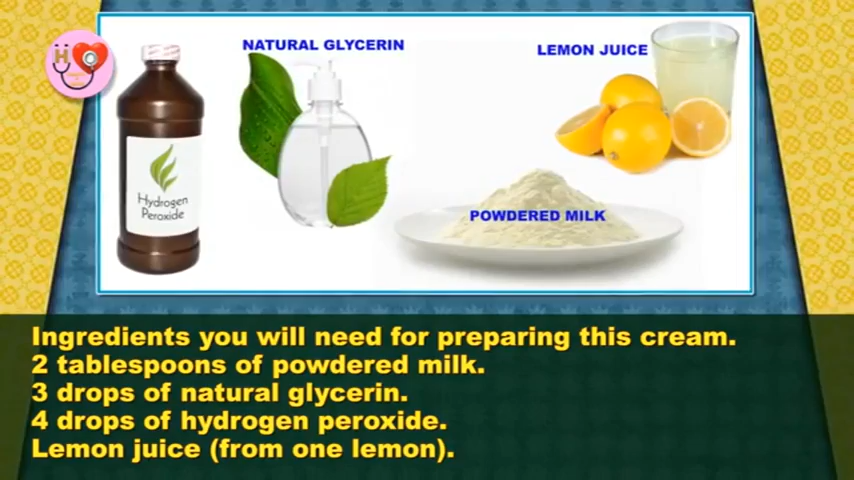 H
NATURAL GLYCERIN
LEMON JUICE
Hydrogen
Peroxide
POWDERED MILK
Ingredients you will need for preparing this cream.
2 tablespoons of powdered milk.
3 drops of natural glycerin.
4 drops of hydrogen peroxide.
Lemon juice (from one lemon).